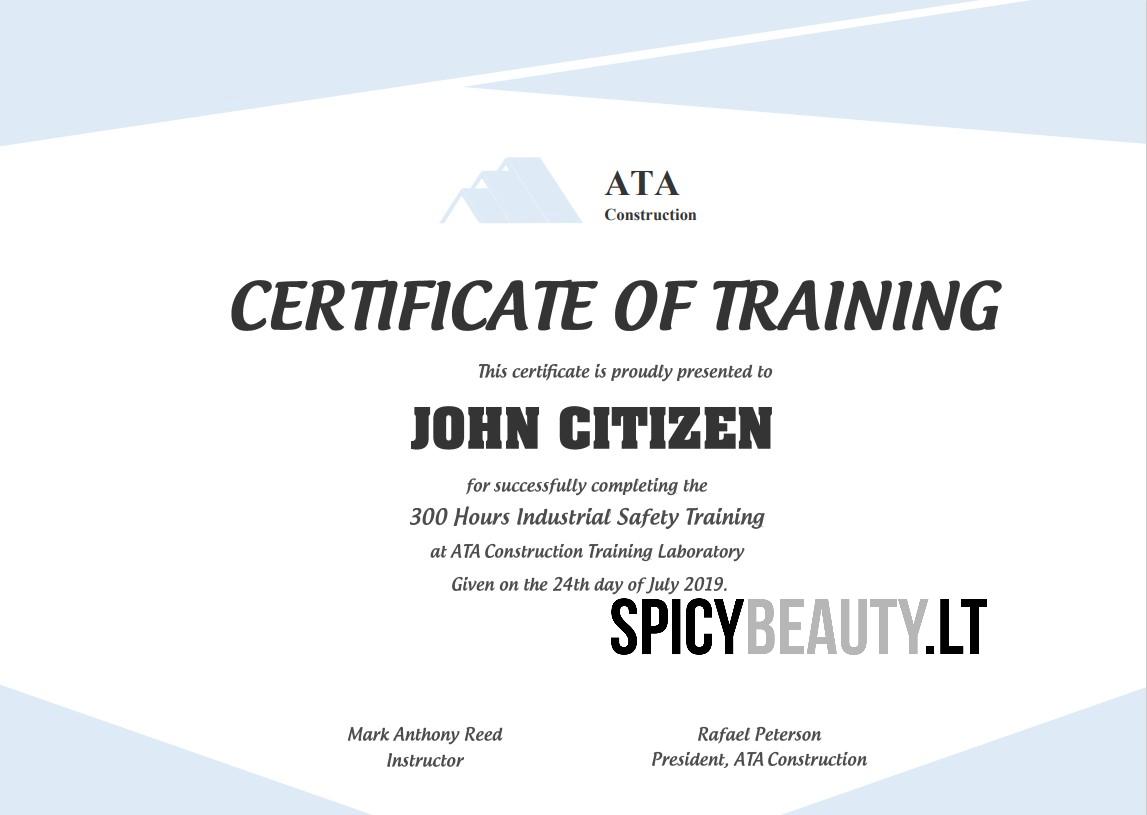 ATA
Construction
CERTIFICATE OF TRAINING
This certificate is proudly presented to
JOHN CITIZEN
for successfully completing the
300 Hours Industrial Safety Training
at ATA Construction Training Laboratory
Given on the 24th day of July 2019.
SPICYBEAUTY.LT
Mark Anthony Reed
Instructor
Rafael Peterson
President, ATA Construction